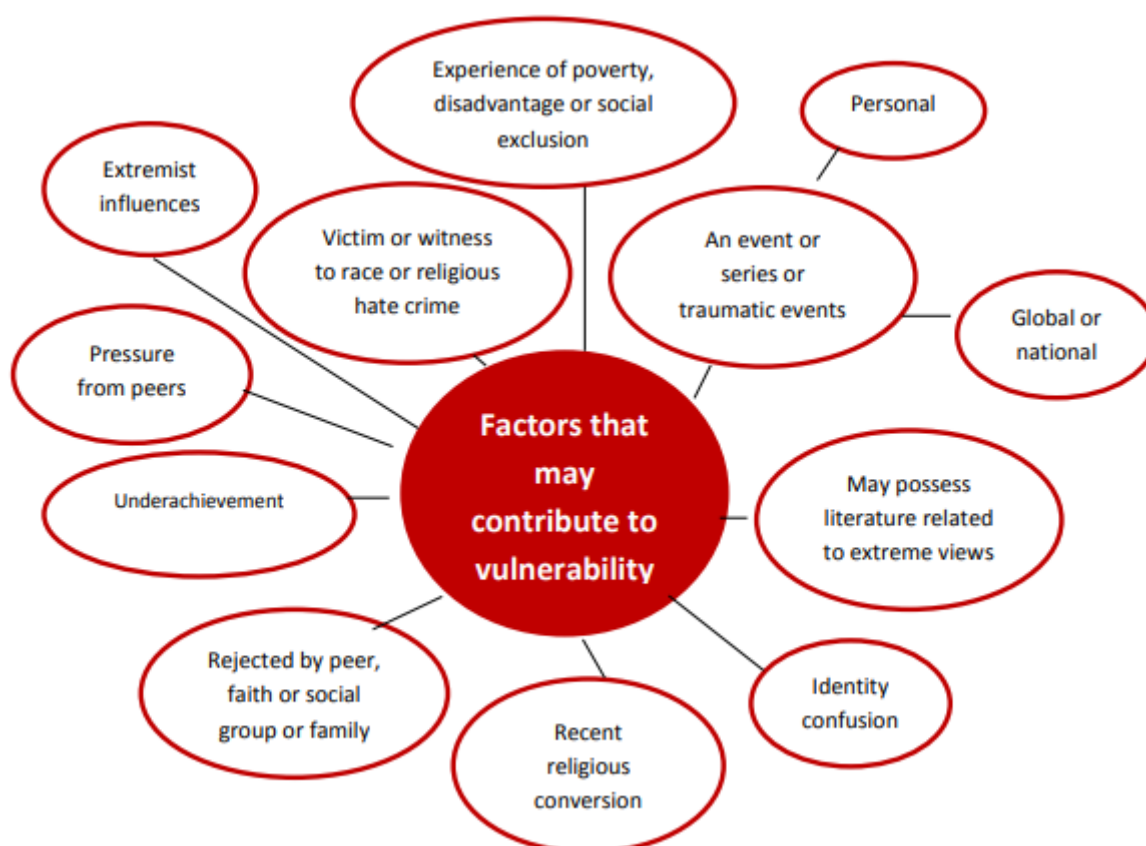 Experience of poverty,
disadvantage or social
exclusion
Personal
Extremist
influences
Victim or witness
to race or religious
hate crime
An event or
series or
traumatic events
Global or
national
Pressure
from peers
Factors that
may
contribute to
vulnerability
Underachievement
May possess
literature related
to extreme views
Rejected by peer,
faith or social
group or family
Identity
confusion
Recent
religious
conversion